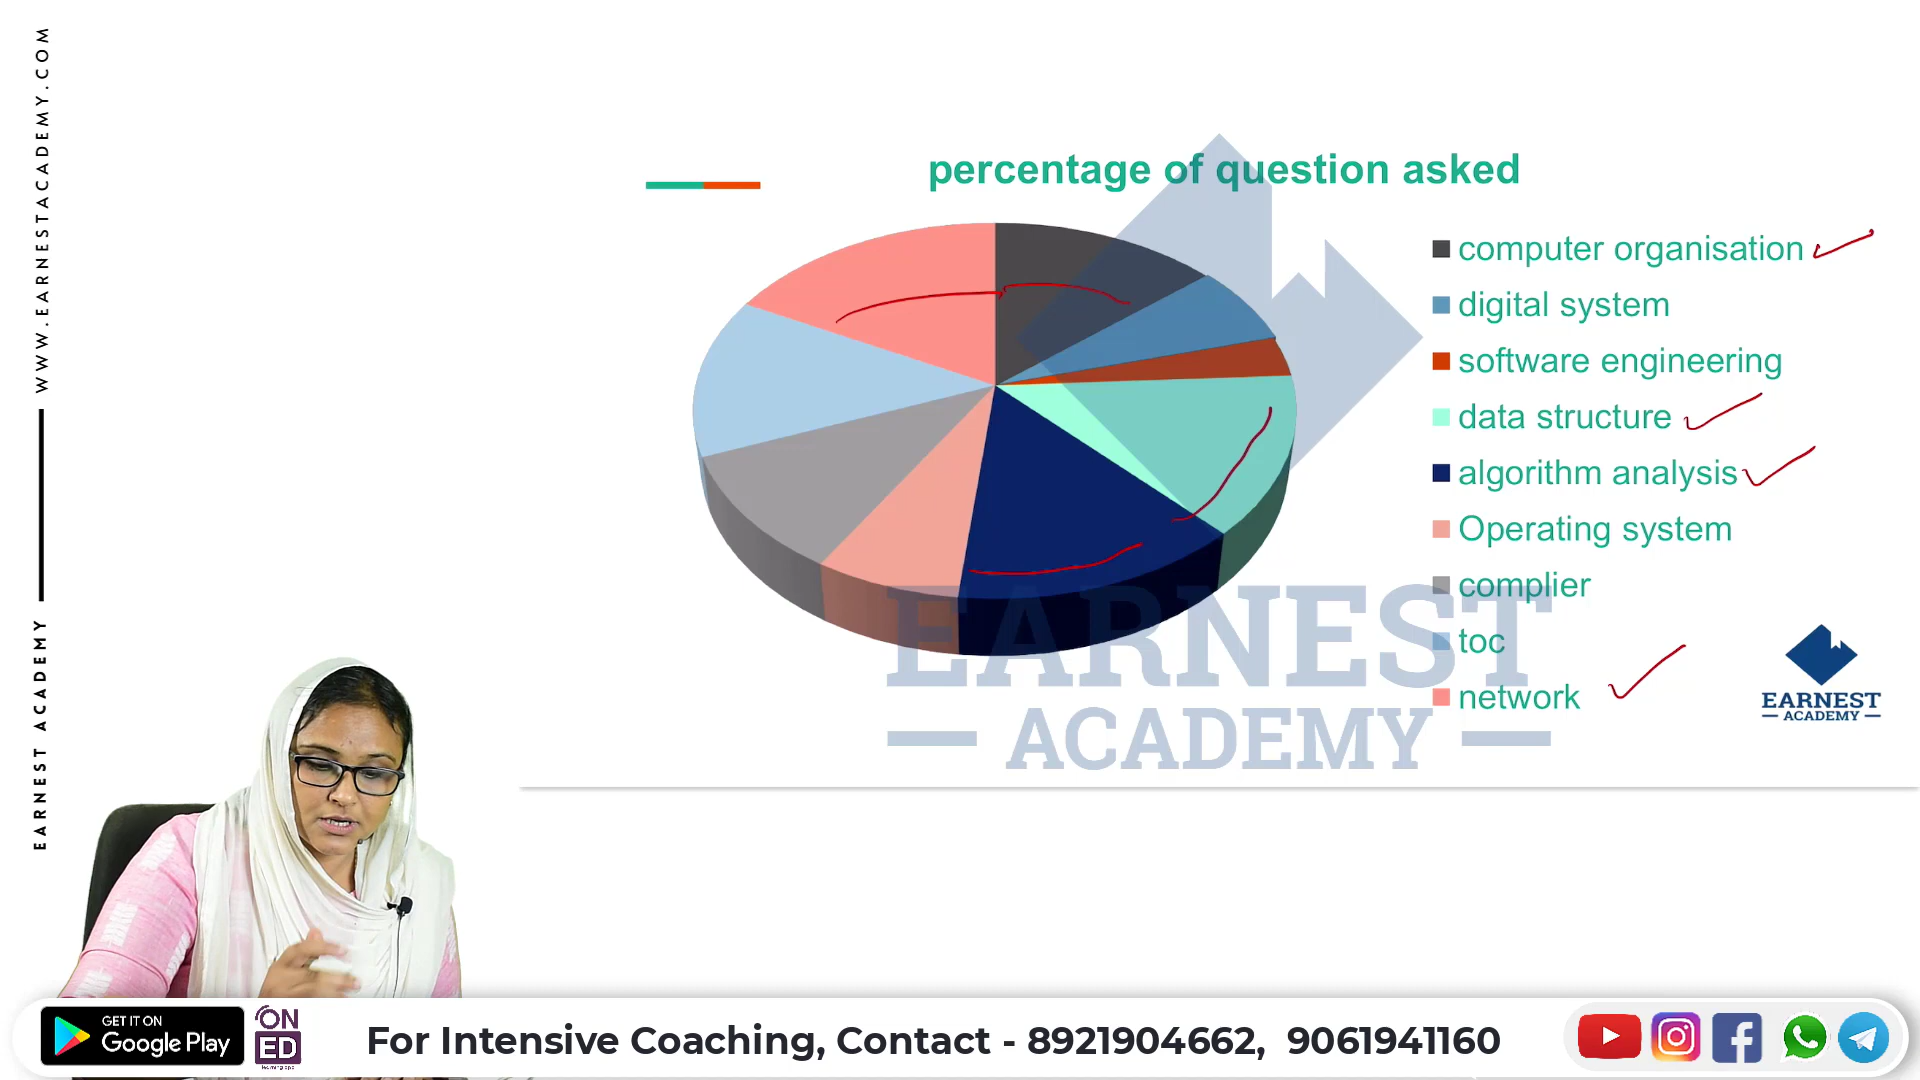 WWW.EARNESTACADEMY.COM
EARNEST ACADEMY
percentage of question asked
computer organisation
digital system
software engineering
data structure
algorithm analysis
Operating system
complier
toc
network
EARNEST
ACADEMY
EARNEST
ACADEMY
GET IT ON
Google Play
ON
ED
For Intensive Coaching, Contact - 8921904662, 9061941160